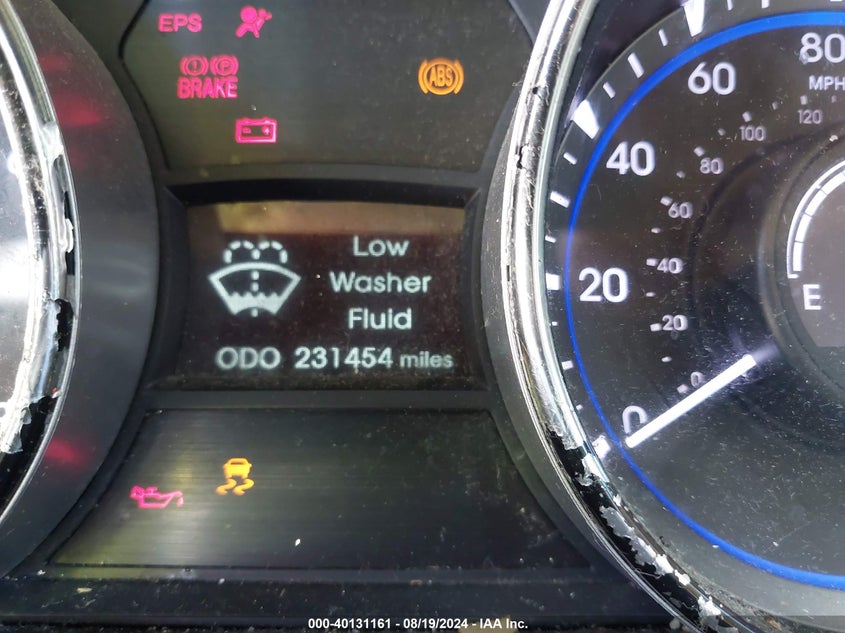 EPS
BRAKE
ABS
Low
Washer
Fluid
ODO 231454 miles
80
MPH
60
120
100
40
80
60
20
40
20
0
0
E
000-40131161 - 08/19/2024 - IAA Inc.